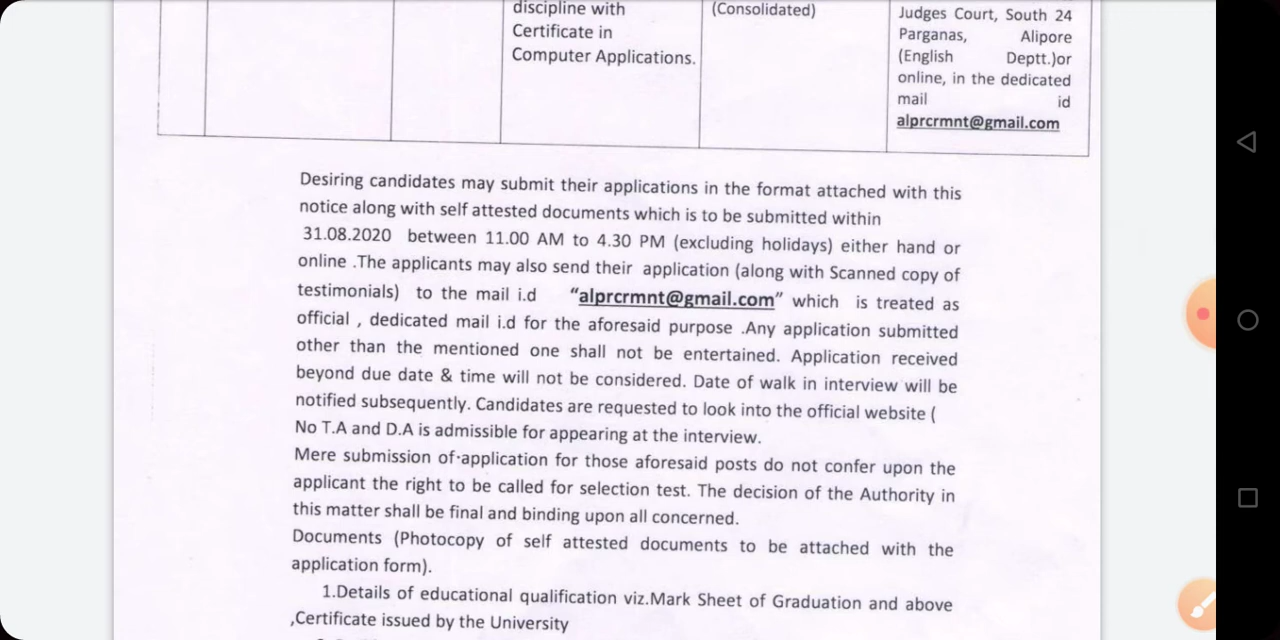 discipline with
Certificate in
Computer Applications.
(Consolidated)
Judges Court, South 24
Parganas, Alipore
(English Deptt.)or
online, in the dedicated
mail id
alprcrmnt@gmail.com
Desiring candidates may submit their applications in the format attached with this
notice along with self attested documents which is to be submitted within
31.08.2020 between 11.00 AM to 4.30 PM (excluding holidays) either hand or
online .The applicants may also send their application (along with Scanned copy of
testimonials) to the mail i.d “alprcrmnt@gmail.com” which is treated as
official , dedicated mail i.d for the aforesaid purpose .Any application submitted
other than the mentioned one shall not be entertained. Application received
beyond due date & time will not be considered. Date of walk in interview will be
notified subsequently. Candidates are requested to look into the official website (
No T.A and D.A is admissible for appearing at the interview.
Mere submission of application for those aforesaid posts do not confer upon the
applicant the right to be called for selection test. The decision of the Authority in
this matter shall be final and binding upon all concerned.
Documents (Photocopy of self attested documents to be attached with the
application form).
1.Details of educational qualification viz.Mark Sheet of Graduation and above
,Certificate issued by the University